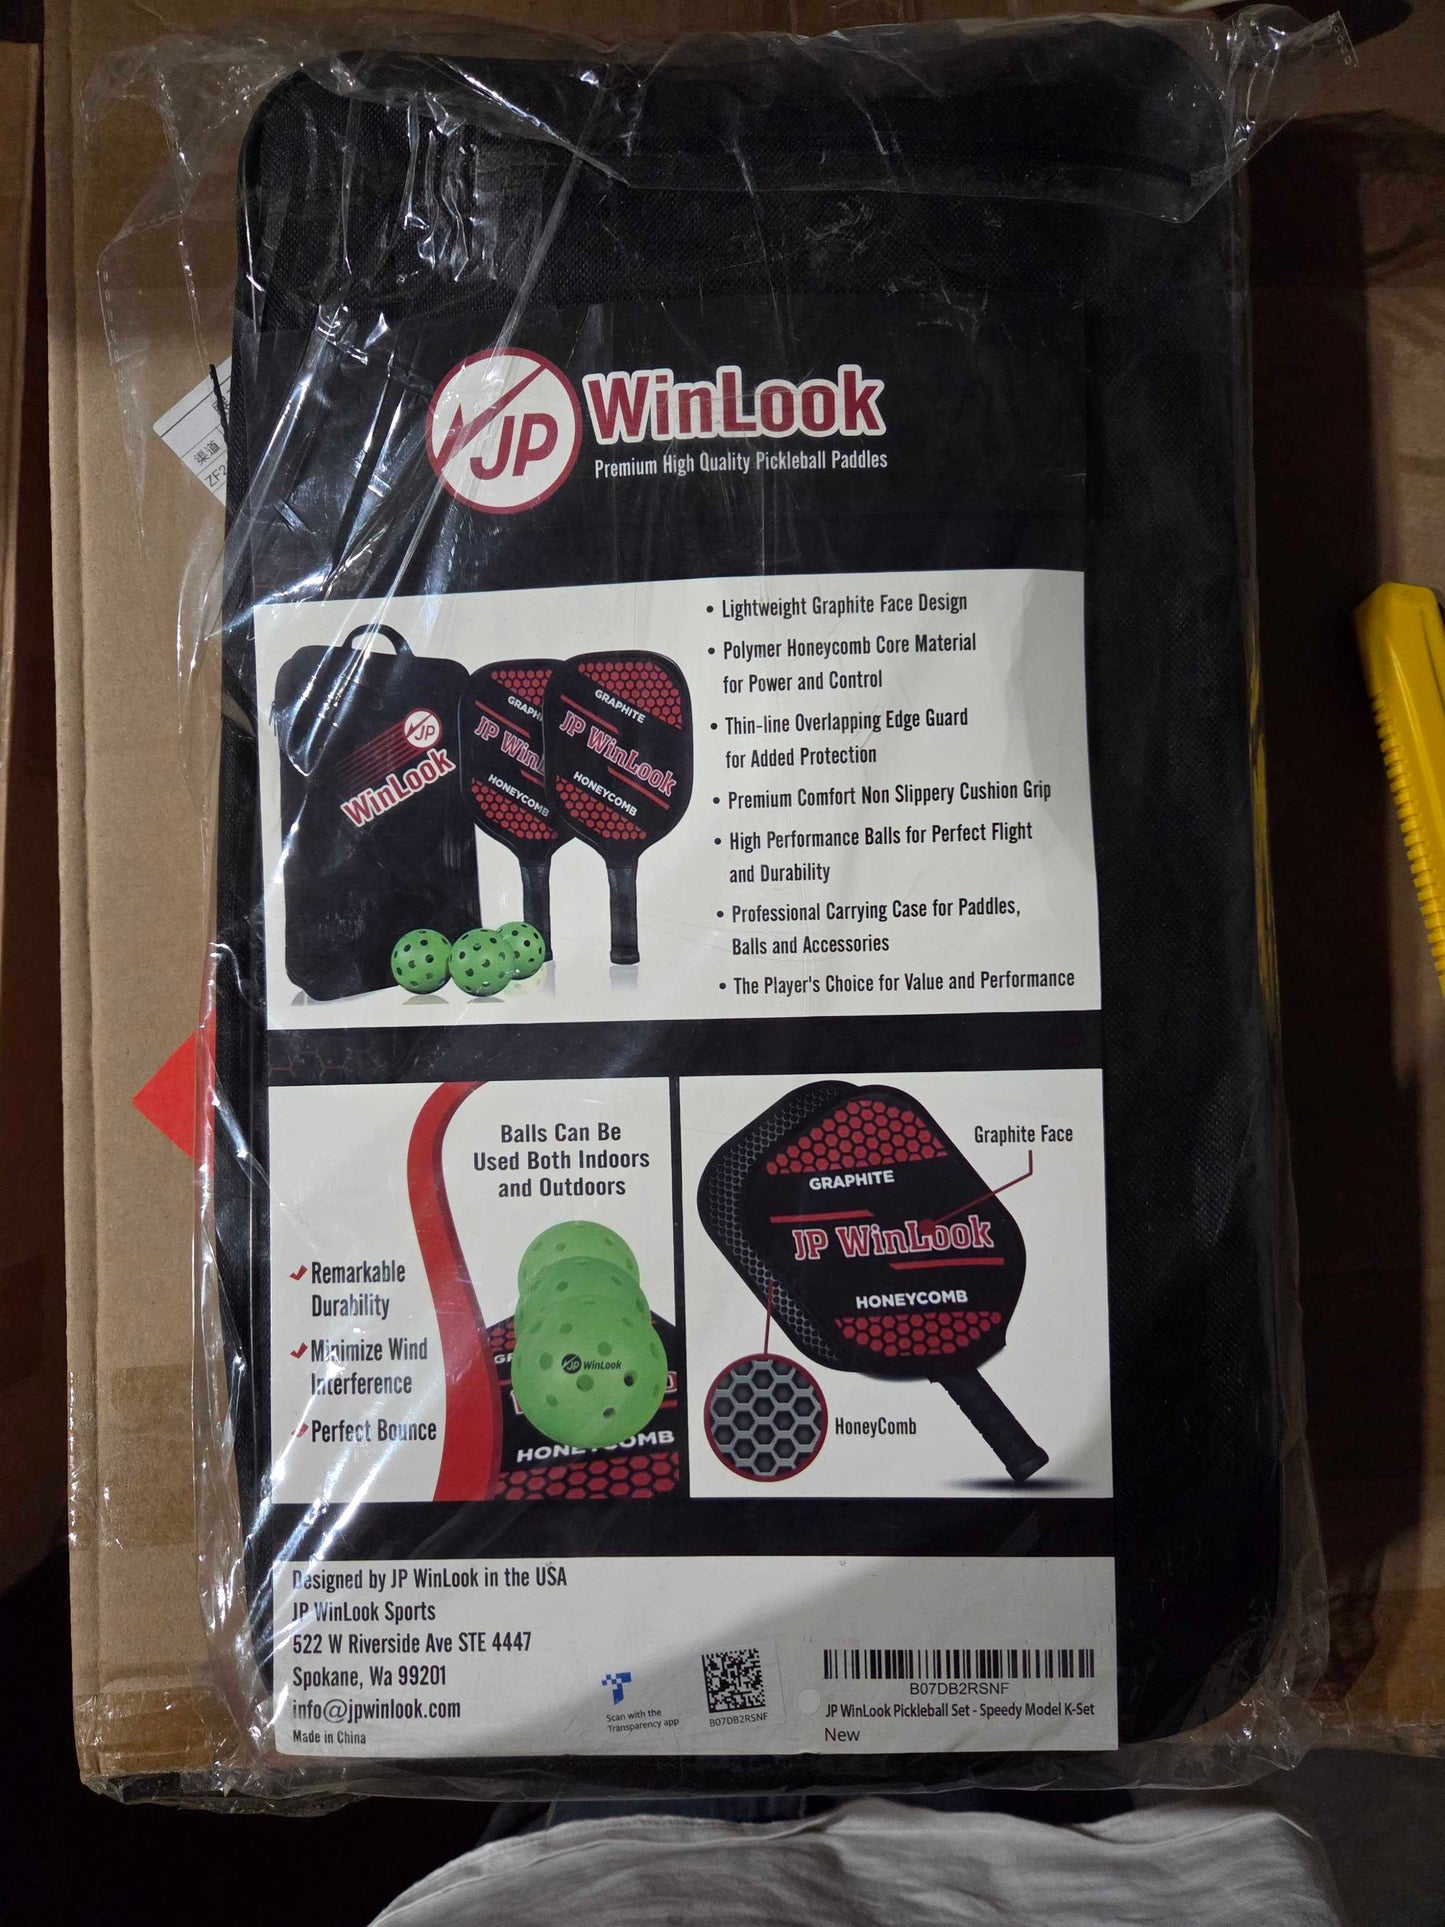 渠道
ZF2
JP
WinLook
Premium High Quality Pickleball Paddles
JP
WinLook
GRAPHITE
JP WinLook
HONEYCOMB
GRAPHITE
JP WinLook
HONEYCOMB
• Lightweight Graphite Face Design
• Polymer Honeycomb Core Material
for Power and Control
• Thin-line Overlapping Edge Guard
for Added Protection
• Premium Comfort Non Slippery Cushion Grip
• High Performance Balls for Perfect Flight
and Durability
• Professional Carrying Case for Paddles,
Balls and Accessories
• The Player's Choice for Value and Performance
Balls Can Be
Used Both Indoors
and Outdoors
Remarkable
Durability
Minimize Wind
Interference
Perfect Bounce
JP WinLook
HONEYCOMB
GRAPHITE
JP WinLook
HONEYCOMB
Graphite Face
HoneyComb
Designed by JP WinLook in the USA
JP WinLook Sports
522 W Riverside Ave STE 4447
Spokane, Wa 99201
info@jpwinlook.com
Made in China
Scan with the
Transparency app
B07DB2RSNF
B07DB2RSNF
JP WinLook Pickleball Set - Speedy Model K-Set
New